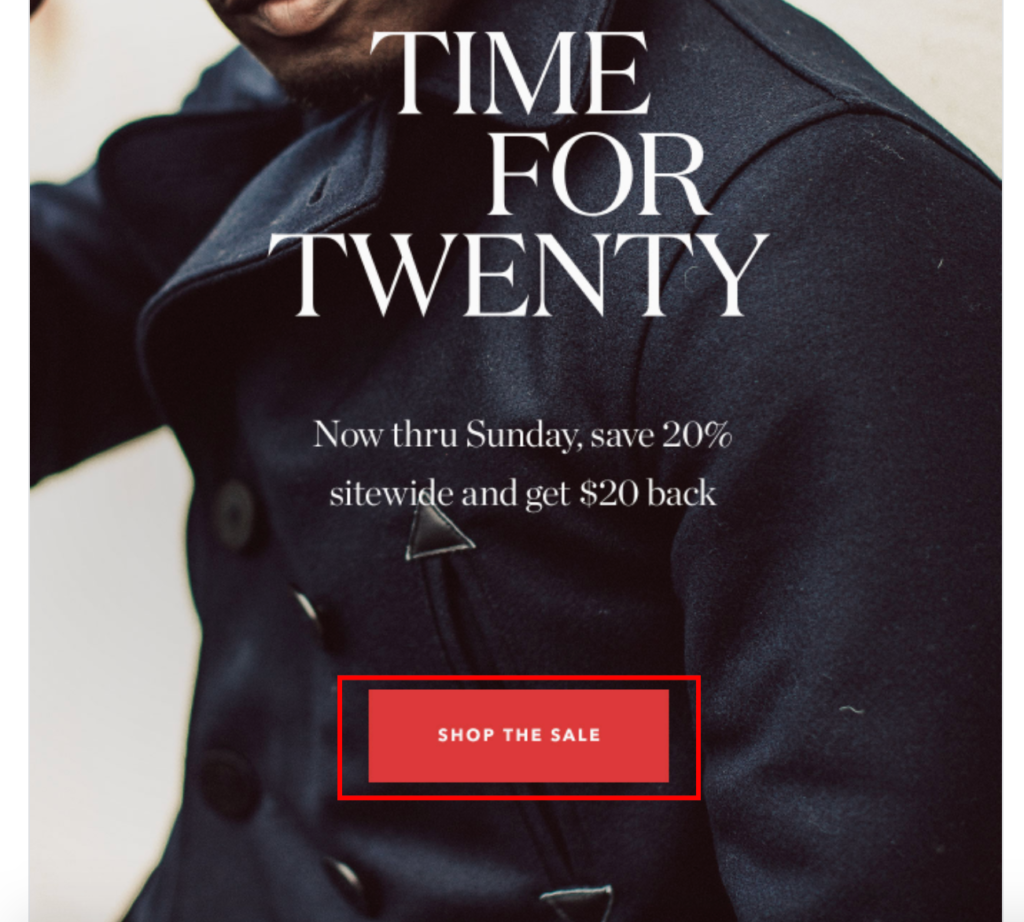 TIME
FOR
TWENTY
Now thru Sunday, save 20%
sitewide and get $20 back
SHOP THE SALE